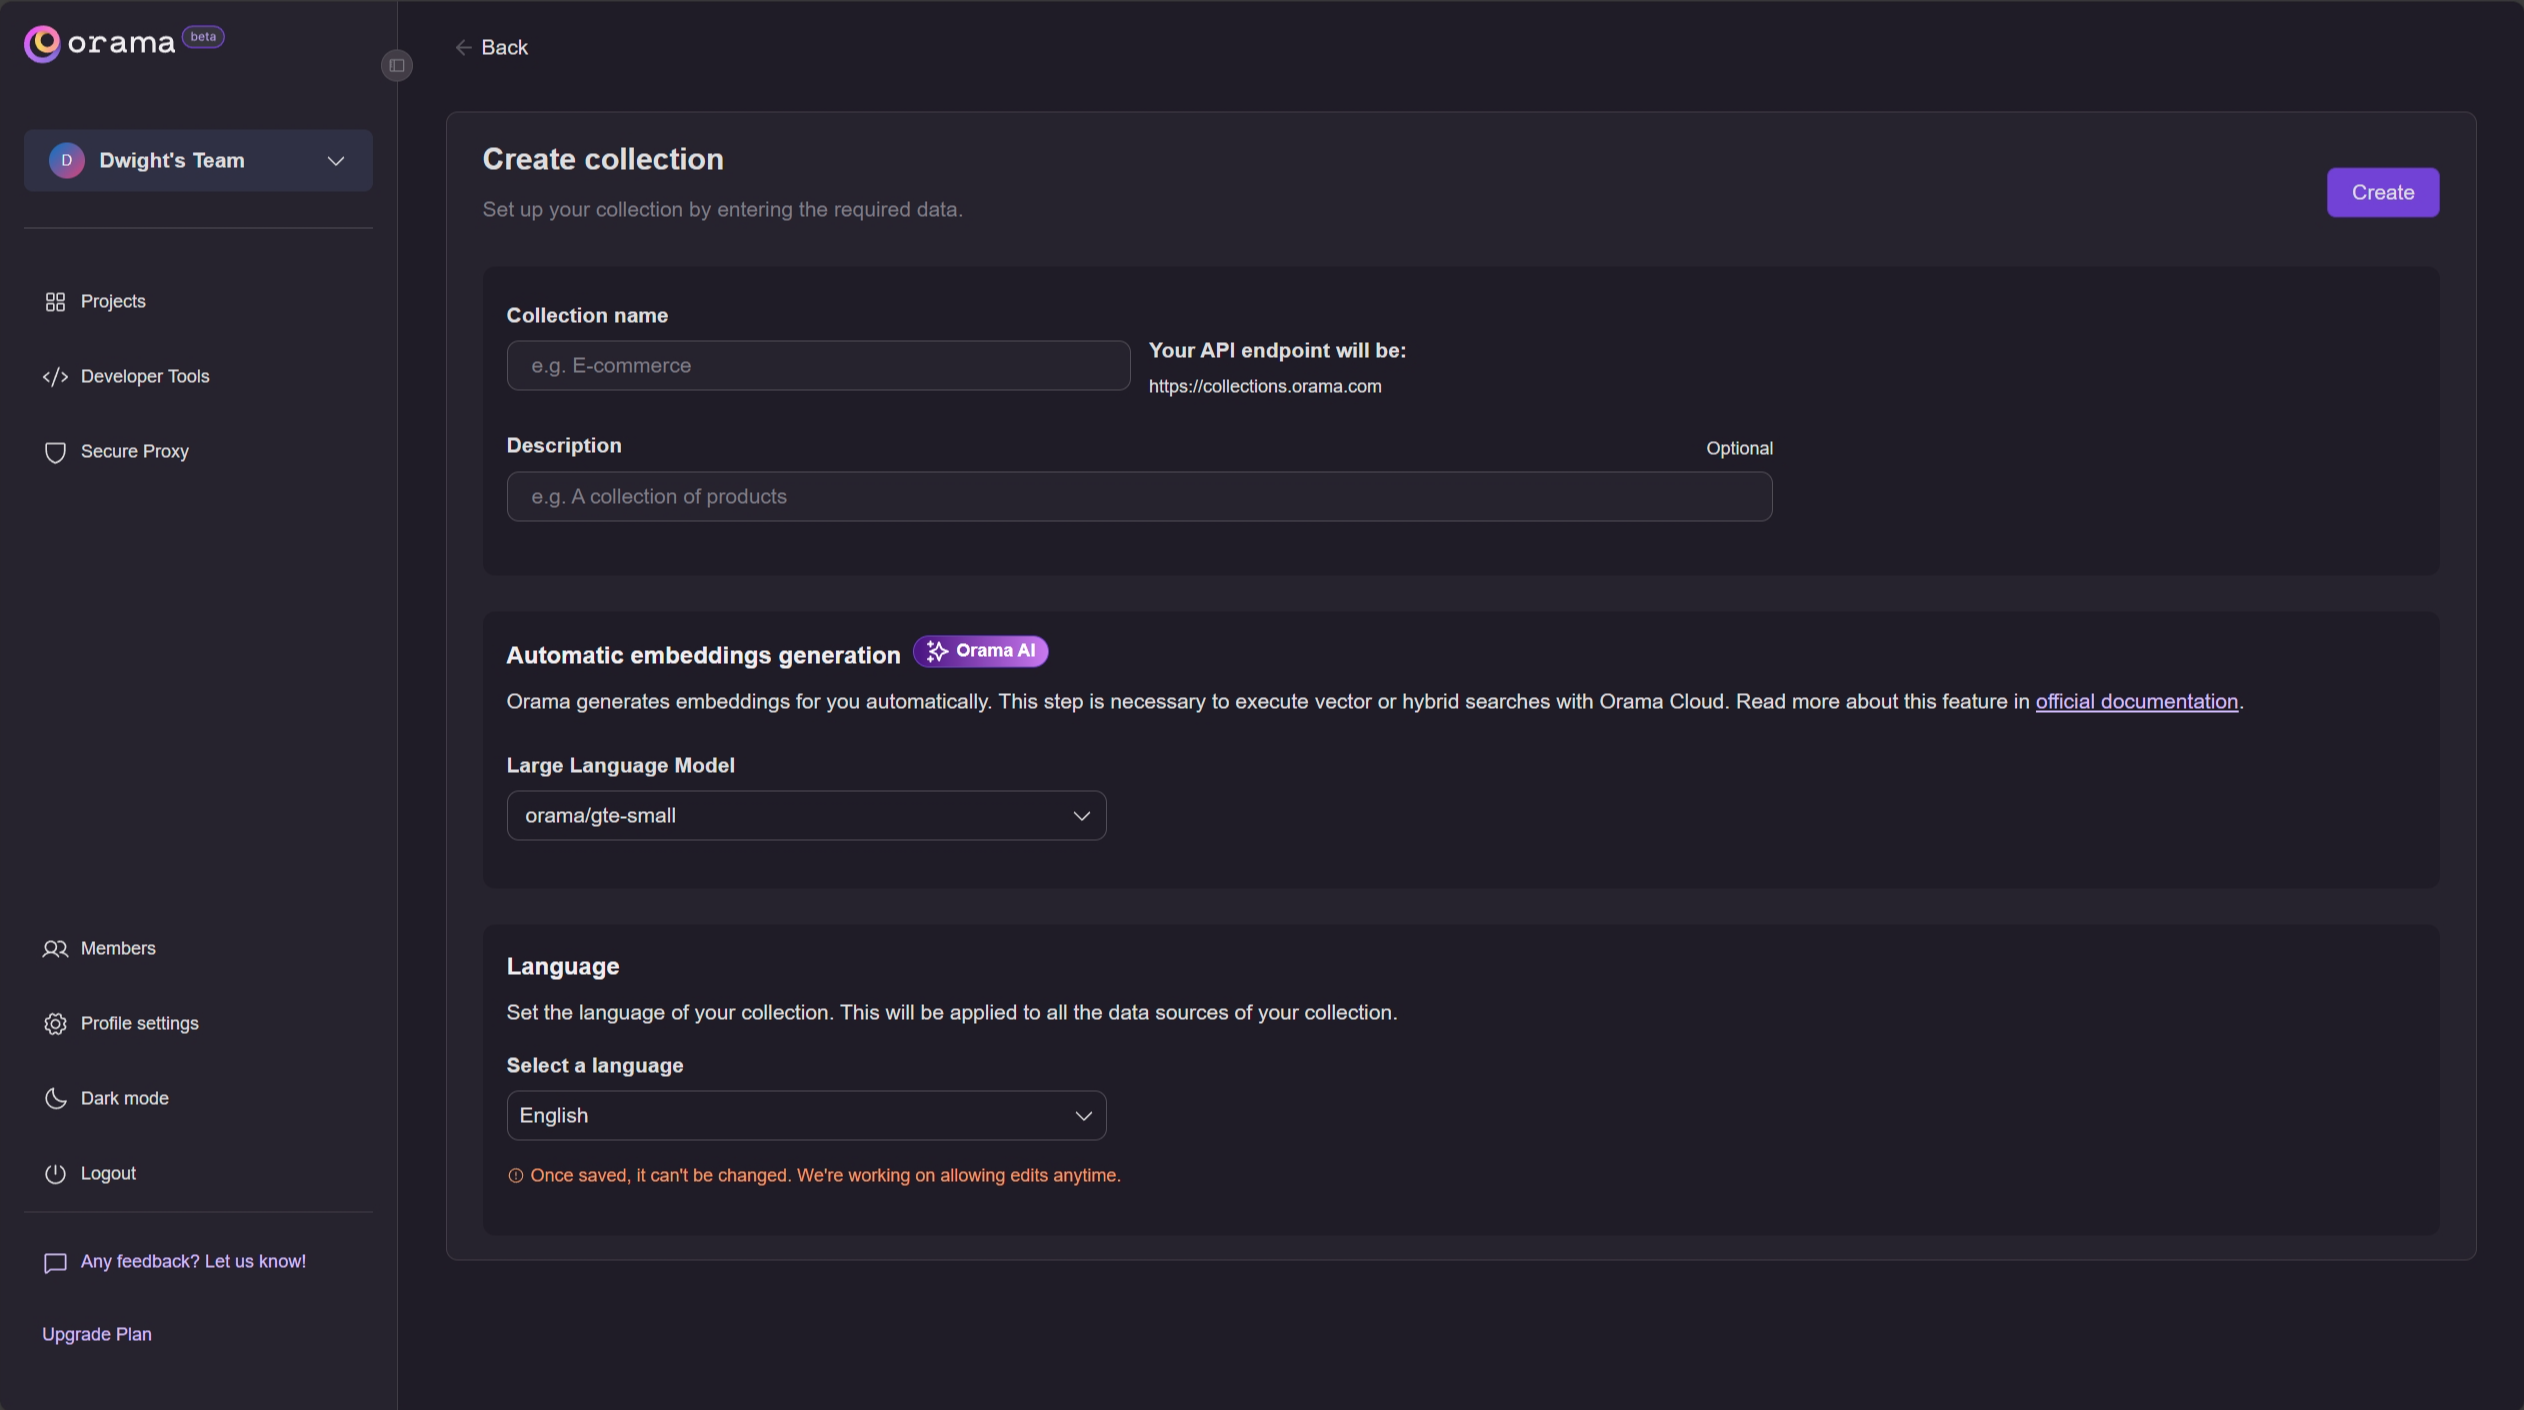 orama beta
D Dwight's Team
Projects
Developer Tools
Secure Proxy
Members
Profile settings
Dark mode
Logout
Any feedback? Let us know!
Upgrade Plan
Back
Create collection
Set up your collection by entering the required data.
Create
Collection name
e.g. E-commerce
Your API endpoint will be:
https://collections.orama.com
Description
Optional
e.g. A collection of products
Automatic embeddings generation Orama AI
Orama generates embeddings for you automatically. This step is necessary to execute vector or hybrid searches with Orama Cloud. Read more about this feature in official documentation.
Large Language Model
orama/gte-small
Language
Set the language of your collection. This will be applied to all the data sources of your collection.
Select a language
English
Once saved, it can't be changed. We're working on allowing edits anytime.